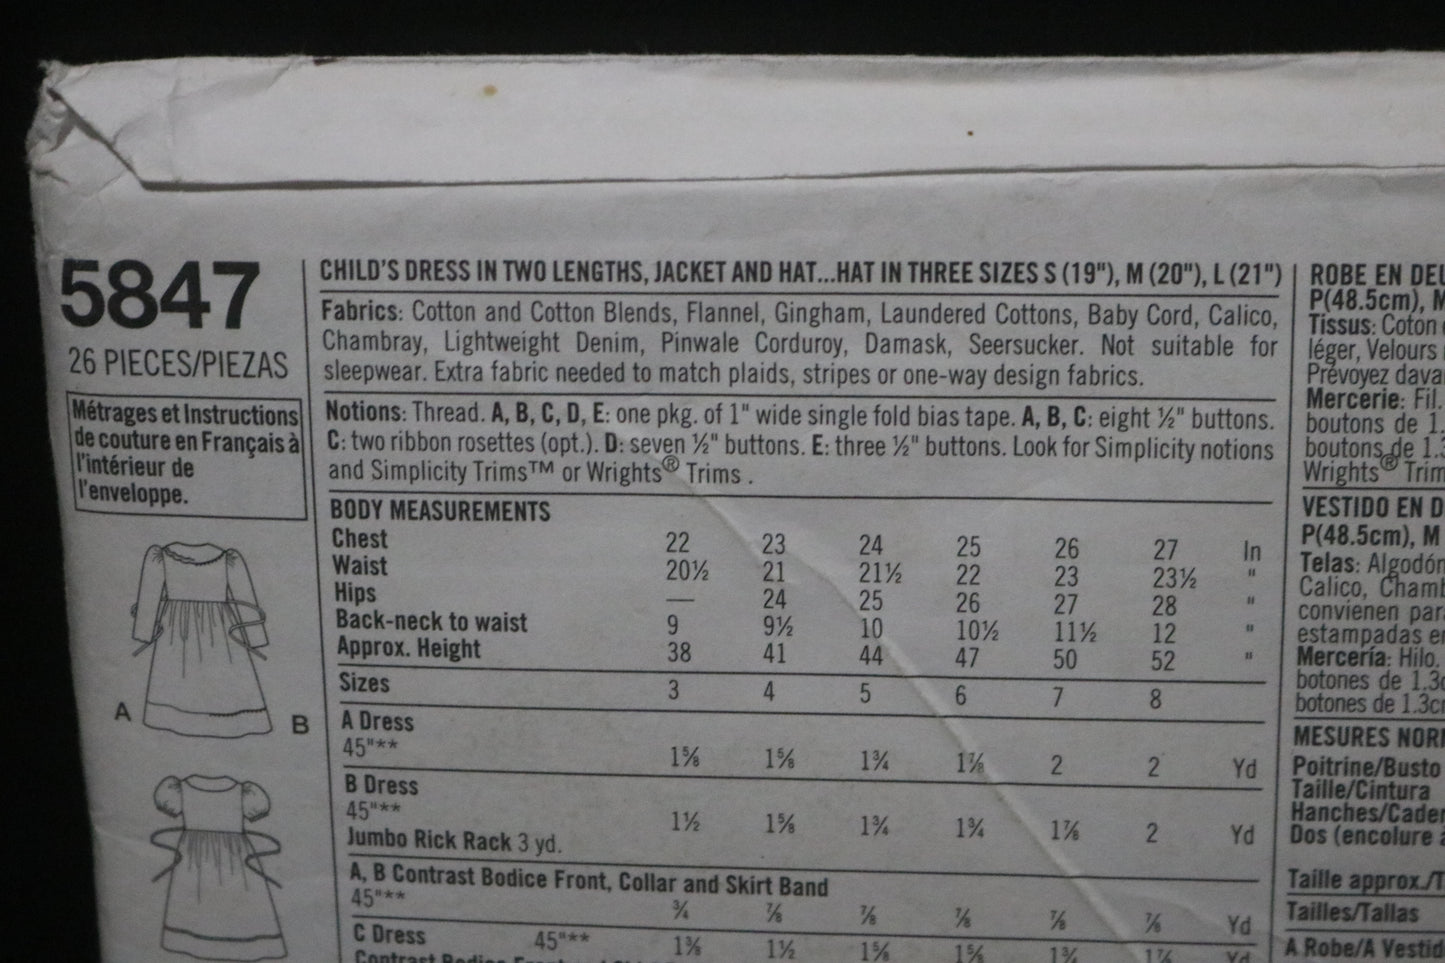 5847
26 PIECES/PIEZAS
Métrages et Instructions
de couture en Français à
l'intérieur de
l'enveloppe.
A
B
CHILD'S DRESS IN TWO LENGTHS, JACKET AND HAT...HAT IN THREE SIZES S (19"), M (20"), L (21")
Fabrics: Cotton and Cotton Blends, Flannel, Gingham, Laundered Cottons, Baby Cord, Calico,
Chambray, Lightweight Denim, Pinwale Corduroy, Damask, Seersucker. Not suitable for
sleepwear. Extra fabric needed to match plaids, stripes or one-way design fabrics.
Notions: Thread. A, B, C, D, E: one pkg. of 1" wide single fold bias tape. A, B, C: eight ½" buttons.
C: two ribbon rosettes (opt.). D: seven ½" buttons. E: three ½" buttons. Look for Simplicity notions
and Simplicity Trims™ or Wrights® Trims .
BODY MEASUREMENTS
Chest 22 23 24 25 26 27 In
Waist 20½ 21 21½ 22 23 23½ "
Hips — 24 25 26 27 28 "
Back-neck to waist 9 9½ 10 10½ 11½ 12 "
Approx. Height 38 41 44 47 50 52 "
Sizes 3 4 5 6 7 8
A Dress
45"** 1⅝ 1⅝ 1¾ 1⅞ 2 2 Yd
B Dress
45"** 1½ 1⅝ 1¾ 1¾ 1⅞ 2 Yd
Jumbo Rick Rack 3 yd.
A, B Contrast Bodice Front, Collar and Skirt Band
45"** ¾ ⅞ ⅞ ⅞ ⅞ ⅞ Yd
C Dress 45"** 1⅜ 1½ 1⅝ 1⅝ 1¾ 1⅞ Yd
Contrast Bodice Front
ROBE EN DEU
P(48.5cm), M
Tissus: Coton
léger, Velours
Prévoyez dava
Mercerie: Fil.
boutons de 1.
boutons de 1.3
Wrights® Trim
VESTIDO EN D
P(48.5cm), M
Telas: Algodón
Calico, Chamb
convienen par
estampadas e
Mercería: Hilo.
botones de 1.3c
botones de 1.3c
MESURES NOR
Poitrine/Busto
Taille/Cintura
Hanches/Cader
Dos (encolure à
Taille approx./T
Tailles/Tallas
A Robe/A Vestid